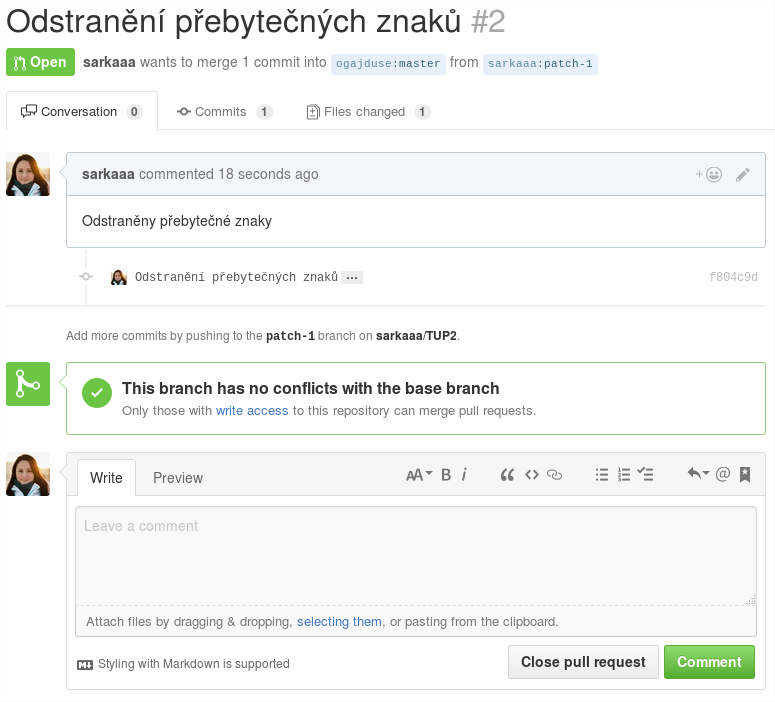 Odstranění přebytečných znaků #2
Open sarkaaa wants to merge 1 commit into ogajduse:master from sarkaaa:patch-1
Conversation 0 Commits 1 Files changed 1
sarkaaa commented 18 seconds ago +
Odstraněny přebytečné znaky
Odstranění přebytečných znaků ... f804c9d
Add more commits by pushing to the patch-1 branch on sarkaaa/TUP2.
This branch has no conflicts with the base branch
Only those with write access to this repository can merge pull requests.
Write Preview AA B i @
Leave a comment
Attach files by dragging & dropping, selecting them, or pasting from the clipboard.
Styling with Markdown is supported Close pull request Comment